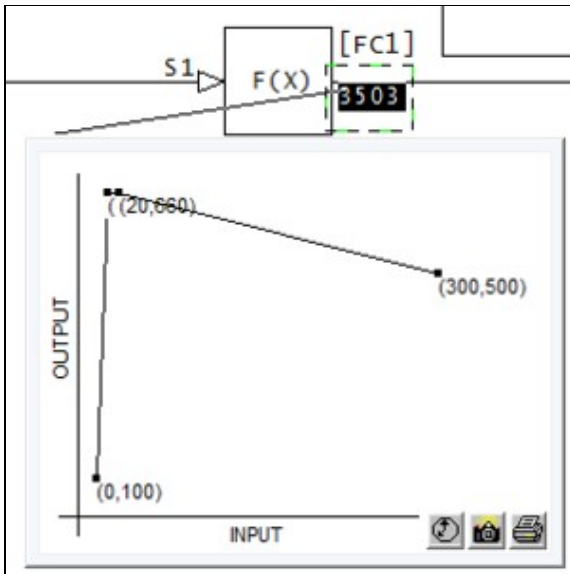 [FC1]
S1
F(X)
3503
( (20,660)
(300,500)
OUTPUT
(0,100)
INPUT